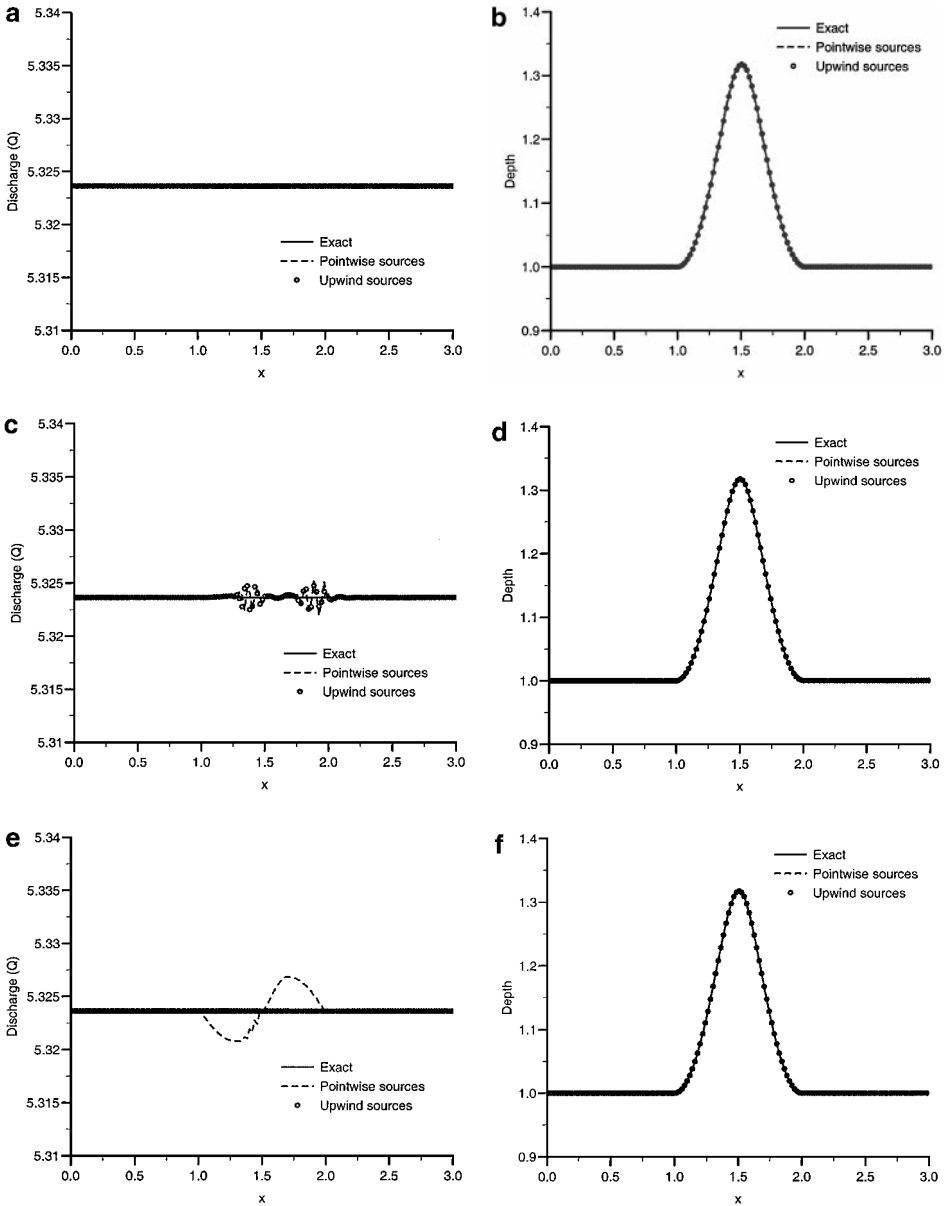 a
5.34
5.335
5.33
5.325
5.32
5.315
5.31
Discharge (Q)
Exact
Pointwise sources
Upwind sources
0.0 0.5 1.0 1.5 2.0 2.5 3.0
x
b
1.4
1.3
1.2
1.1
1.0
0.9
Depth
Exact
Pointwise sources
Upwind sources
0.0 0.5 1.0 1.5 2.0 2.5 3.0
x
c
5.34
5.335
5.33
5.325
5.32
5.315
5.31
Discharge (Q)
Exact
Pointwise sources
Upwind sources
0.0 0.5 1.0 1.5 2.0 2.5 3.0
x
d
1.4
1.3
1.2
1.1
1.0
0.9
Depth
Exact
Pointwise sources
Upwind sources
0.0 0.5 1.0 1.5 2.0 2.5 3.0
x
e
5.34
5.335
5.33
5.325
5.32
5.315
5.31
Discharge (Q)
Exact
Pointwise sources
Upwind sources
0.0 0.5 1.0 1.5 2.0 2.5 3.0
x
f
1.4
1.3
1.2
1.1
1.0
0.9
Depth
Exact
Pointwise sources
Upwind sources
0.0 0.5 1.0 1.5 2.0 2.5 3.0
x